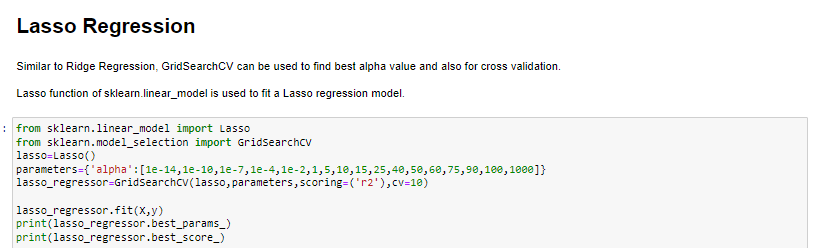 Lasso Regression
Similar to Ridge Regression, GridSearchCV can be used to find best alpha value and also for cross validation.
Lasso function of sklearn.linear_model is used to fit a Lasso regression model.
: from sklearn.linear_model import Lasso
from sklearn.model_selection import GridSearchCV
lasso=Lasso()
parameters={'alpha':[1e-14,1e-10,1e-7,1e-4,1e-2,1,5,10,15,25,40,50,60,75,90,100,1000]}
lasso_regressor=GridSearchCV(lasso,parameters,scoring=('r2'),cv=10)
lasso_regressor.fit(X,y)
print(lasso_regressor.best_params_)
print(lasso_regressor.best_score_)